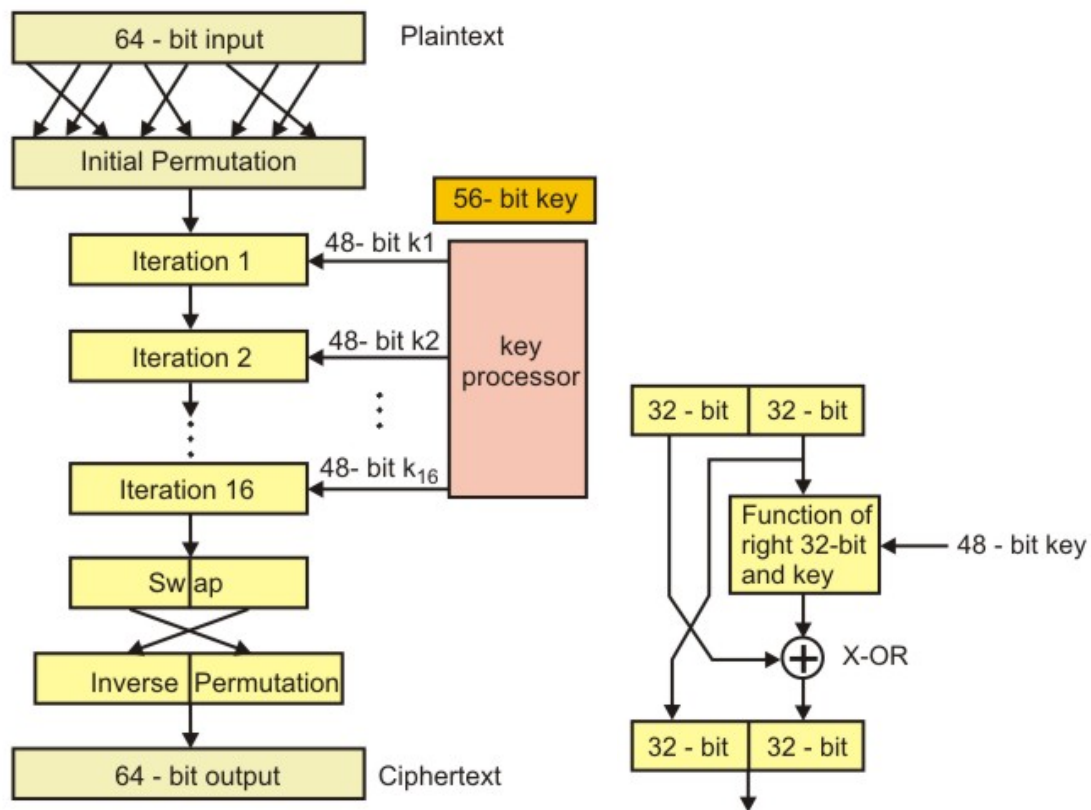 64 - bit input
Plaintext
Initial Permutation
56- bit key
Iteration 1
48- bit k1
Iteration 2
48- bit k2
key
processor
Iteration 16
48- bit k16
Swap
Inverse Permutation
64 - bit output
Ciphertext
32 - bit
32 - bit
Function of
right 32-bit
and key
48 - bit key
X-OR
32 - bit
32 - bit